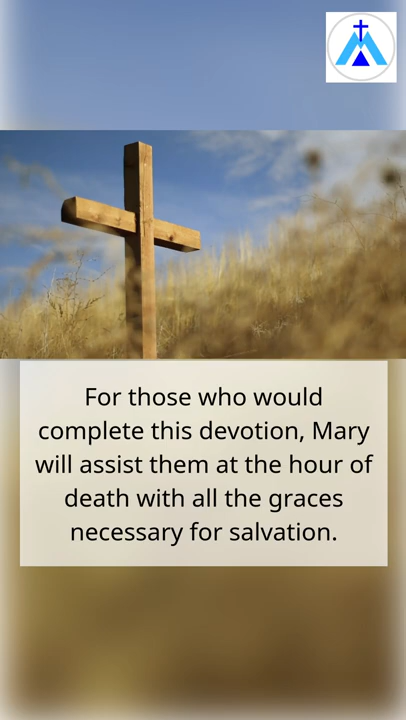 For those who would
complete this devotion, Mary
will assist them at the hour of
death with all the graces
necessary for salvation.